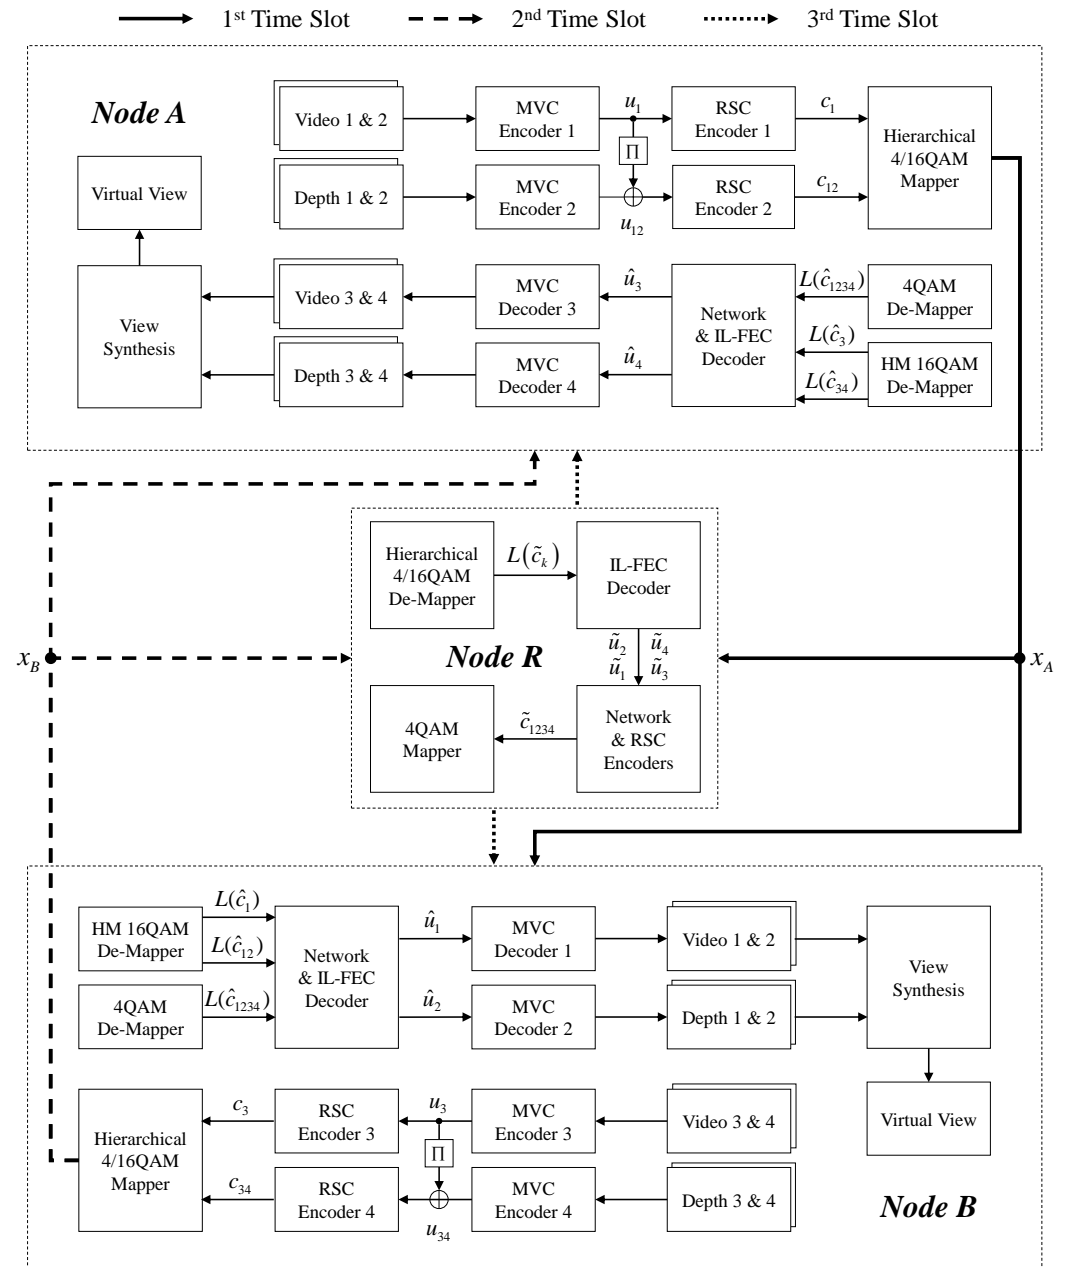 1st Time Slot 2nd Time Slot 3rd Time Slot
Node A
Video 1 & 2
MVC
Encoder 1
u1
RSC
Encoder 1
c1
Hierarchical
4/16QAM
Mapper
Π
Virtual View
Depth 1 & 2
MVC
Encoder 2
u12
RSC
Encoder 2
c12
View
Synthesis
Video 3 & 4
MVC
Decoder 3
û3
Network
& IL-FEC
Decoder
L(ĉ1234)
4QAM
De-Mapper
L(ĉ3)
Depth 3 & 4
MVC
Decoder 4
û4
L(ĉ34)
HM 16QAM
De-Mapper
Hierarchical
4/16QAM
De-Mapper
L(c̃k)
IL-FEC
Decoder
xB
Node R
ũ2 ũ4
ũ1 ũ3
xA
4QAM
Mapper
c̃1234
Network
& RSC
Encoders
HM 16QAM
De-Mapper
L(ĉ1)
L(ĉ12)
4QAM
De-Mapper
L(ĉ1234)
Network
& IL-FEC
Decoder
û1
MVC
Decoder 1
Video 1 & 2
View
Synthesis
û2
MVC
Decoder 2
Depth 1 & 2
Hierarchical
4/16QAM
Mapper
c3
RSC
Encoder 3
u3
MVC
Encoder 3
Video 3 & 4
Virtual View
Π
c34
RSC
Encoder 4
u34
MVC
Encoder 4
Depth 3 & 4
Node B